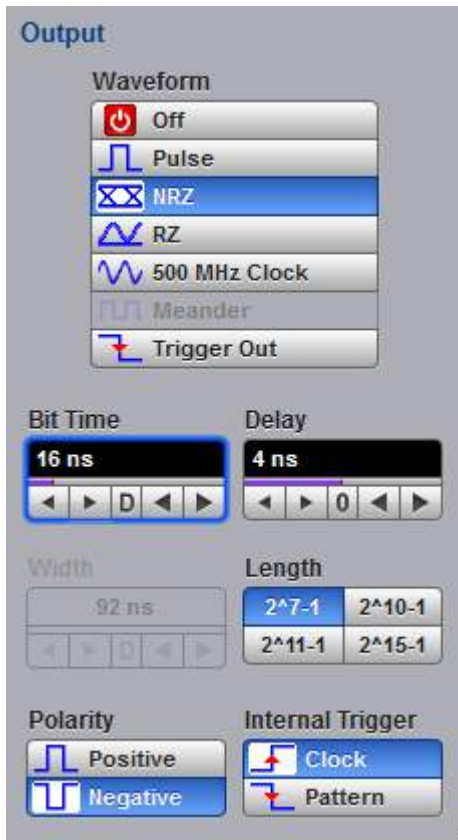 Output
Waveform
Off
Pulse
NRZ
RZ
500 MHz Clock
Meander
Trigger Out
Bit Time
Delay
16 ns
4 ns
D
0
Width
Length
92 ns
2^7-1
2^10-1
D
2^11-1
2^15-1
Polarity
Internal Trigger
Positive
Clock
Negative
Pattern